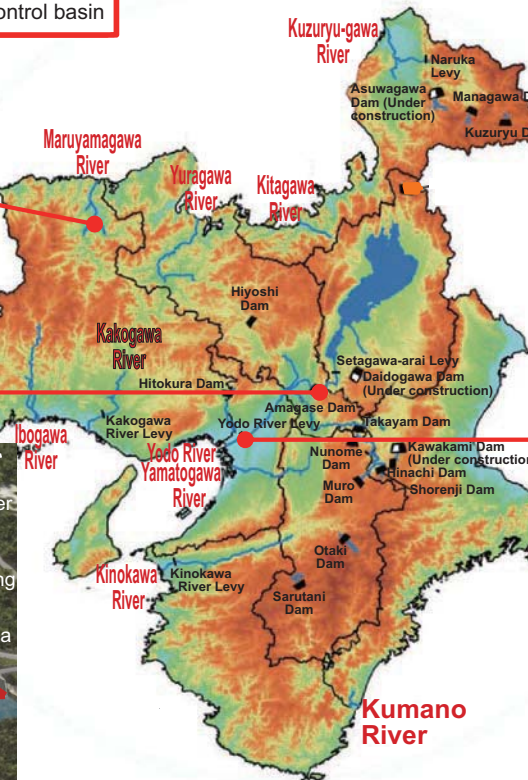 ontrol basin
Kuzuryu-gawa
River
Naruka
Levy
Asuwagawa
Dam (Under
construction)
Managawa D
Kuzuryu D
Maruyamagawa
River
Yuragawa
River
Kitagawa
River
Hiyoshi
Dam
Kakogawa
River
Setagawa-arai Levy
Daidogawa Dam
(Under construction)
Hitokura Dam
Amagase Dam
Kakogawa
River Levy
Yodo River Levy
Takayam Dam
Ibogawa
River
Yodo River
Yamatogawa
River
Nunome
Dam
Kawakami Dam
(Under construction
Hinachi Dam
Muro
Dam
Shorenji Dam
er
ng
a
Otaki
Dam
Kinokawa
River
Kinokawa
River Levy
Sarutani
Dam
Kumano
River